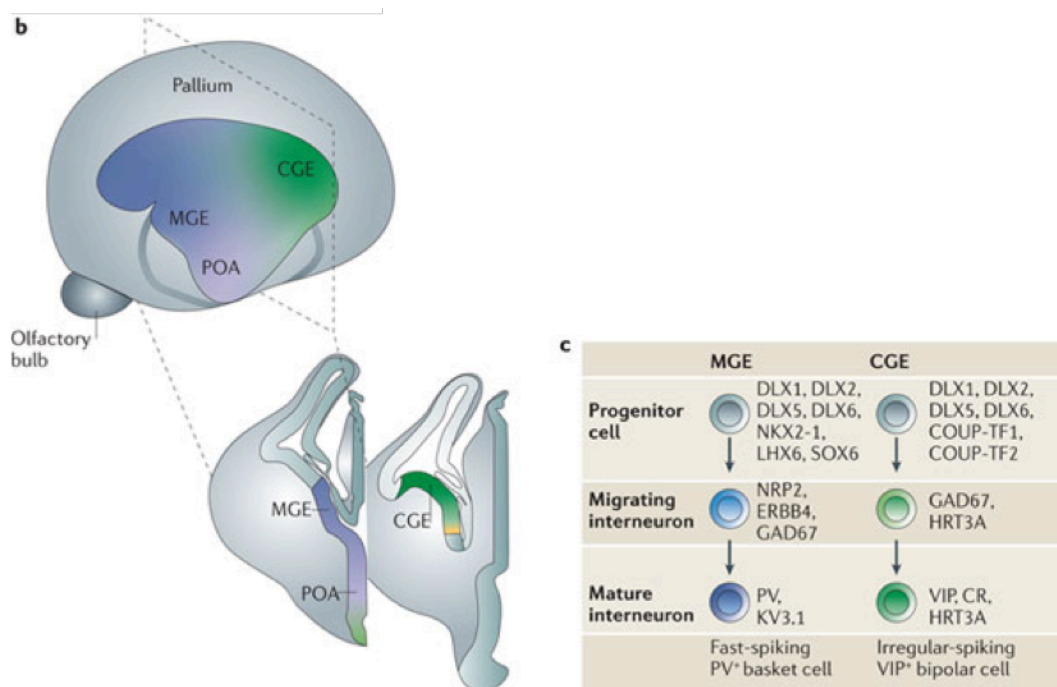 b
Pallium
CGE
MGE
POA
Olfactory
bulb
MGE
CGE
POA
c
MGE
CGE
Progenitor
cell
DLX1, DLX2,
DLX5, DLX6,
NKX2-1,
LHX6, SOX6
DLX1, DLX2,
DLX5, DLX6,
COUP-TF1,
COUP-TF2
Migrating
interneuron
NRP2,
ERBB4,
GAD67
GAD67,
HRT3A
Mature
interneuron
PV,
KV3.1
VIP, CR,
HRT3A
Fast-spiking
PV⁺ basket cell
Irregular-spiking
VIP⁺ bipolar cell